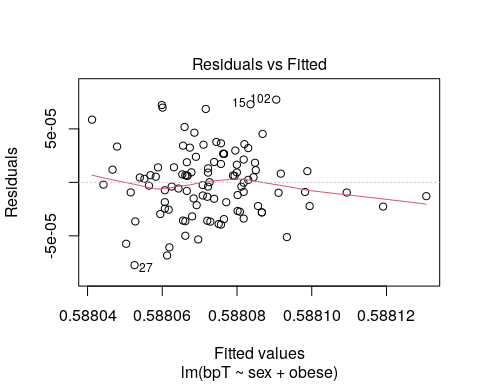 Residuals vs Fitted
Residuals
5e-05
-5e-05
15
102
27
0.58804
0.58806
0.58808
0.58810
0.58812
Fitted values
lm(bpT ~ sex + obese)